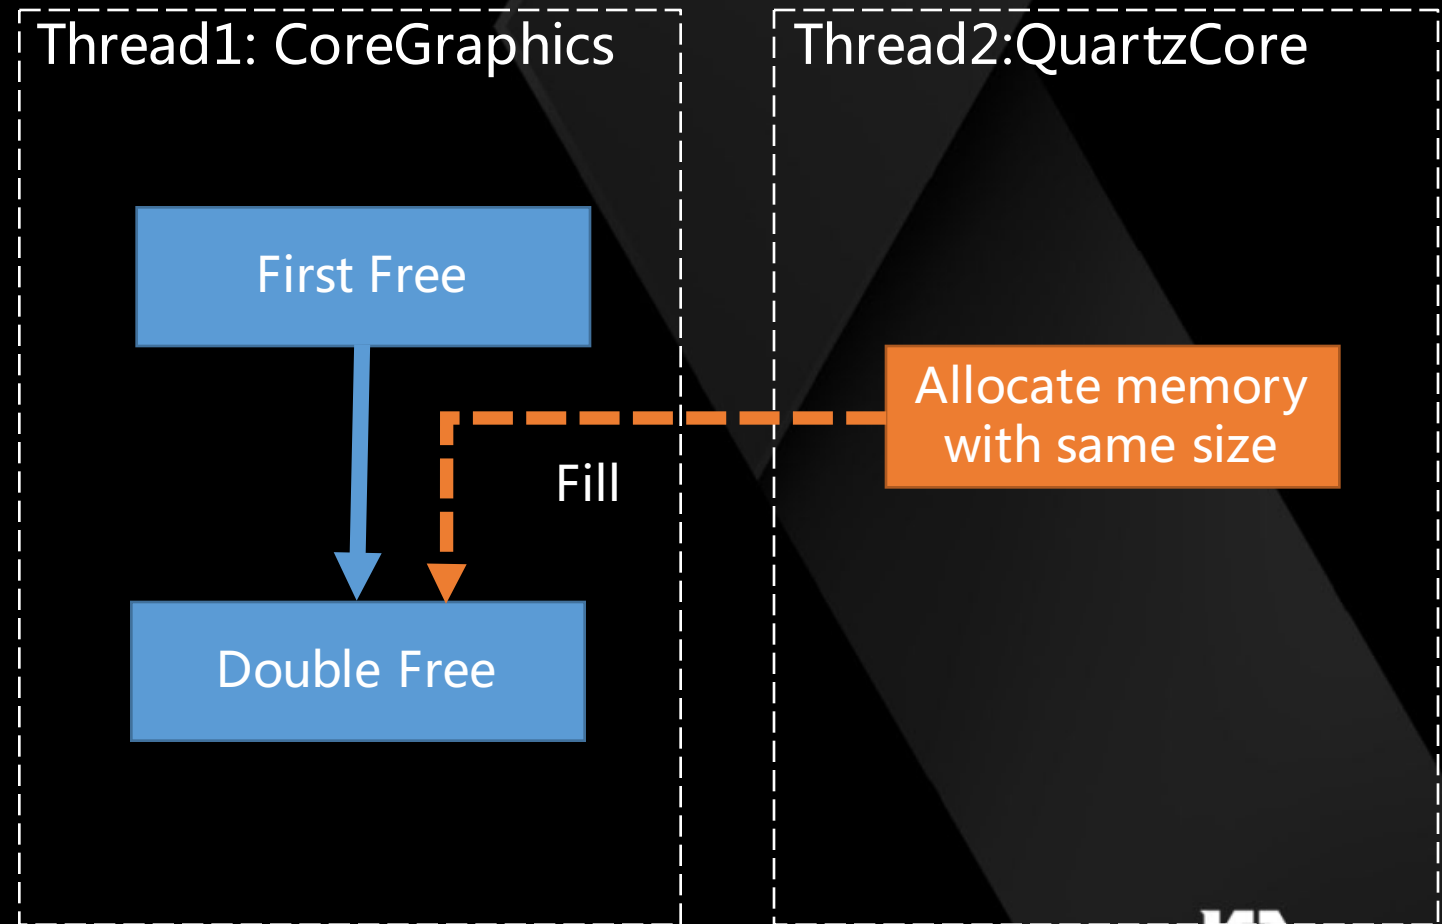 Thread1: CoreGraphics
Thread2:QuartzCore
First Free
Allocate memory
with same size
Fill
Double Free